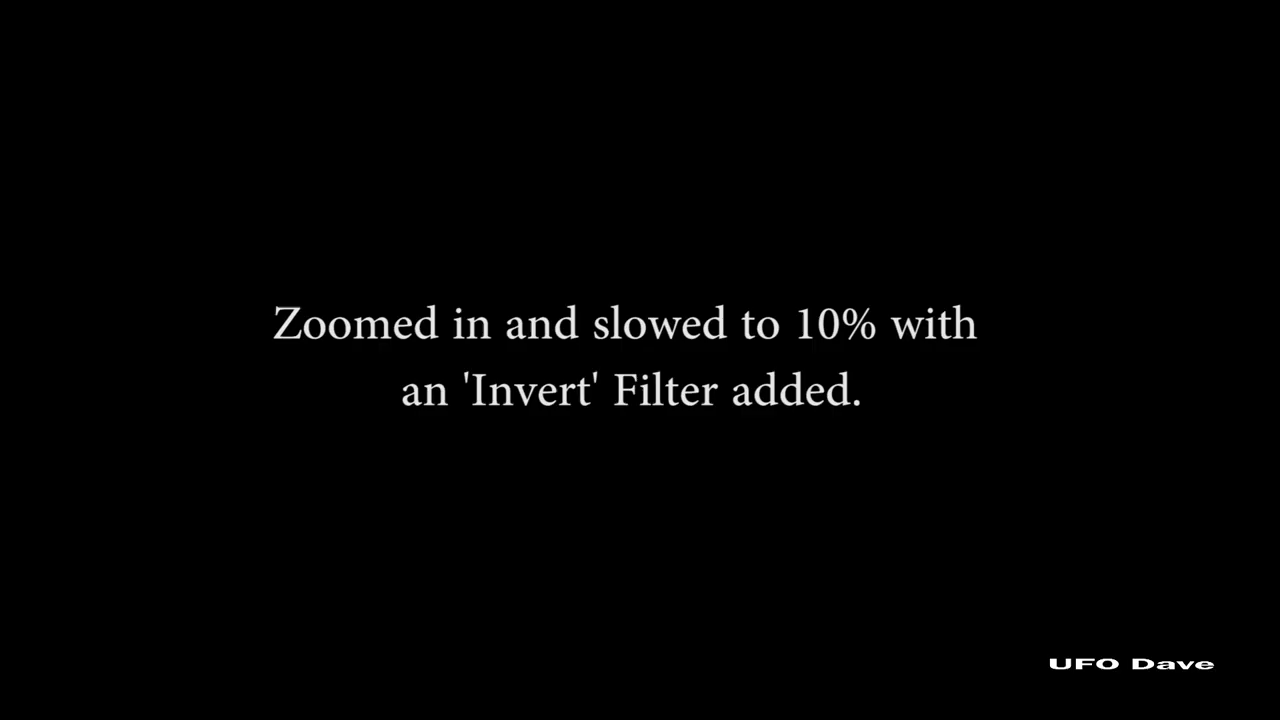 Zoomed in and slowed to 10% with
an 'Invert' Filter added.
UFO Dave